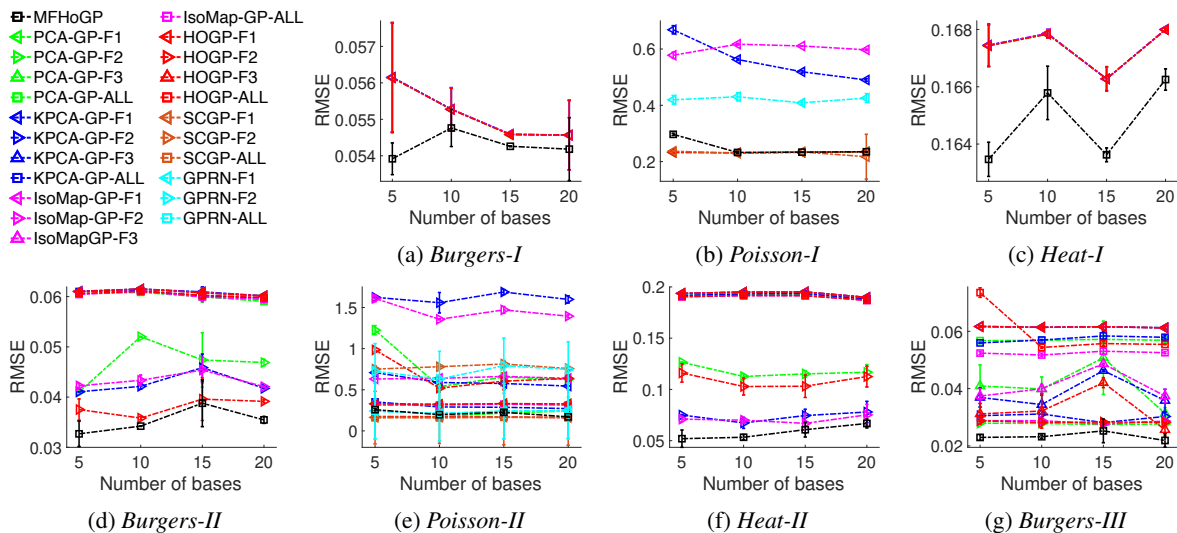 MFHoGP
PCA-GP-F1
PCA-GP-F2
PCA-GP-F3
PCA-GP-ALL
KPCA-GP-F1
KPCA-GP-F2
KPCA-GP-F3
KPCA-GP-ALL
IsoMap-GP-F1
IsoMap-GP-F2
IsoMapGP-F3
IsoMap-GP-ALL
HOGP-F1
HOGP-F2
HOGP-F3
HOGP-ALL
SCGP-F1
SCGP-F2
SCGP-ALL
GPRN-F1
GPRN-F2
GPRN-ALL
RMSE
0.057
0.055
0.054
5 10 15 20
Number of bases
(a) Burgers-I
RMSE
0.6
0.4
0.2
5 10 15 20
Number of bases
(b) Poisson-I
RMSE
0.168
0.166
0.164
5 10 15 20
Number of bases
(c) Heat-I
RMSE
0.06
0.05
0.04
0.03
5 10 15 20
Number of bases
(d) Burgers-II
RMSE
1.5
1
0.5
0
5 10 15 20
Number of bases
(e) Poisson-II
RMSE
0.2
0.15
0.1
0.05
5 10 15 20
Number of bases
(f) Heat-II
RMSE
0.06
0.04
0.02
5 10 15 20
Number of bases
(g) Burgers-III